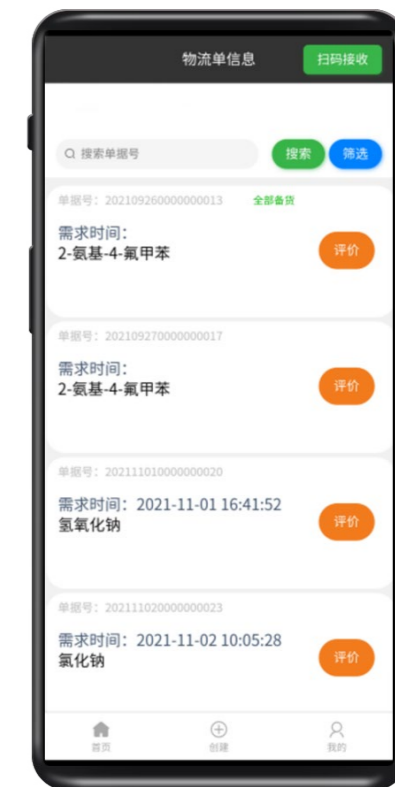 物流单信息 扫码接收
搜索单据号 搜索 筛选
单据号：202109260000000013 全部备货
需求时间：
2-氨基-4-氟甲苯
评价
单据号：202109270000000017
需求时间：
2-氨基-4-氟甲苯
评价
单据号：202111010000000020
需求时间：2021-11-01 16:41:52
氢氧化钠
评价
单据号：202111020000000023
需求时间：2021-11-02 10:05:28
氯化钠
评价
首页 创建 我的